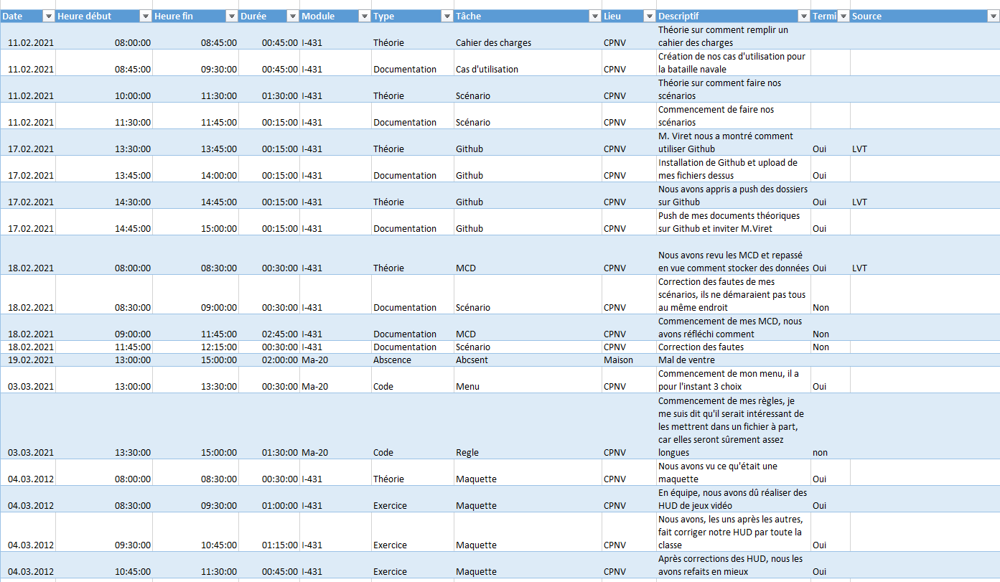 Date Heure début Heure fin Durée Module Type Tâche Lieu Descriptif Termi Source
Théorie sur comment remplir un
11.02.2021 08:00:00 08:45:00 00:45:00 I-431 Théorie Cahier des charges CPNV cahier des charges
Création de nos cas d'utilisation pour
11.02.2021 08:45:00 09:30:00 00:45:00 I-431 Documentation Cas d'utilisation CPNV la bataille navale
Théorie sur comment faire nos
11.02.2021 10:00:00 11:30:00 01:30:00 I-431 Théorie Scénario CPNV scénarios
Commencement de faire nos
11.02.2021 11:30:00 11:45:00 00:15:00 I-431 Documentation Scénario CPNV scénarios
M. Viret nous a montré comment
17.02.2021 13:30:00 13:45:00 00:15:00 I-431 Théorie Github CPNV utiliser Github Oui LVT
Installation de Github et upload de
17.02.2021 13:45:00 14:00:00 00:15:00 I-431 Documentation Github CPNV mes fichiers dessus Oui
Nous avons appris a push des dossiers
17.02.2021 14:30:00 14:45:00 00:15:00 I-431 Théorie Github CPNV sur Github Oui LVT
Push de mes documents théoriques
17.02.2021 14:45:00 15:00:00 00:15:00 I-431 Documentation Github CPNV sur Github et inviter M.Viret Oui
Nous avons revu les MCD et repassé
18.02.2021 08:00:00 08:30:00 00:30:00 I-431 Théorie MCD CPNV en vue comment stocker des données Oui LVT
Correction des fautes de mes
scénarios, ils ne démaraient pas tous
18.02.2021 08:30:00 09:00:00 00:30:00 I-431 Documentation Scénario CPNV au même endroit Non
Commencement de mes MCD, nous
18.02.2021 09:00:00 11:45:00 02:45:00 I-431 Documentation MCD CPNV avons réfléchi comment Non
18.02.2021 11:45:00 12:15:00 00:30:00 I-431 Documentation Scénario CPNV Correction des fautes Non
19.02.2021 13:00:00 15:00:00 02:00:00 Ma-20 Abscence Abcsent Maison Mal de ventre
Commencement de mon menu, il a
03.03.2021 13:00:00 13:30:00 00:30:00 Ma-20 Code Menu CPNV pour l'instant 3 choix Oui
Commencement de mes règles, je
me suis dit qu'il serait intéressant de
les mettrent dans un fichier à part,
car elles seront sûrement assez
03.03.2021 13:30:00 15:00:00 01:30:00 Ma-20 Code Regle CPNV longues non
Nous avons vu ce qu'était une
04.03.2012 08:00:00 08:30:00 00:30:00 I-431 Théorie Maquette CPNV maquette Oui
En équipe, nous avons dû réaliser des
04.03.2012 08:30:00 09:30:00 01:00:00 I-431 Exercice Maquette CPNV HUD de jeux vidéo Oui
Nous avons, les uns après les autres,
fait corriger notre HUD par toute la
04.03.2012 09:30:00 10:45:00 01:15:00 I-431 Exercice Maquette CPNV classe Oui
Après corrections des HUD, nous les
04.03.2012 10:45:00 11:30:00 00:45:00 I-431 Exercice Maquette CPNV avons refaits en mieux Oui